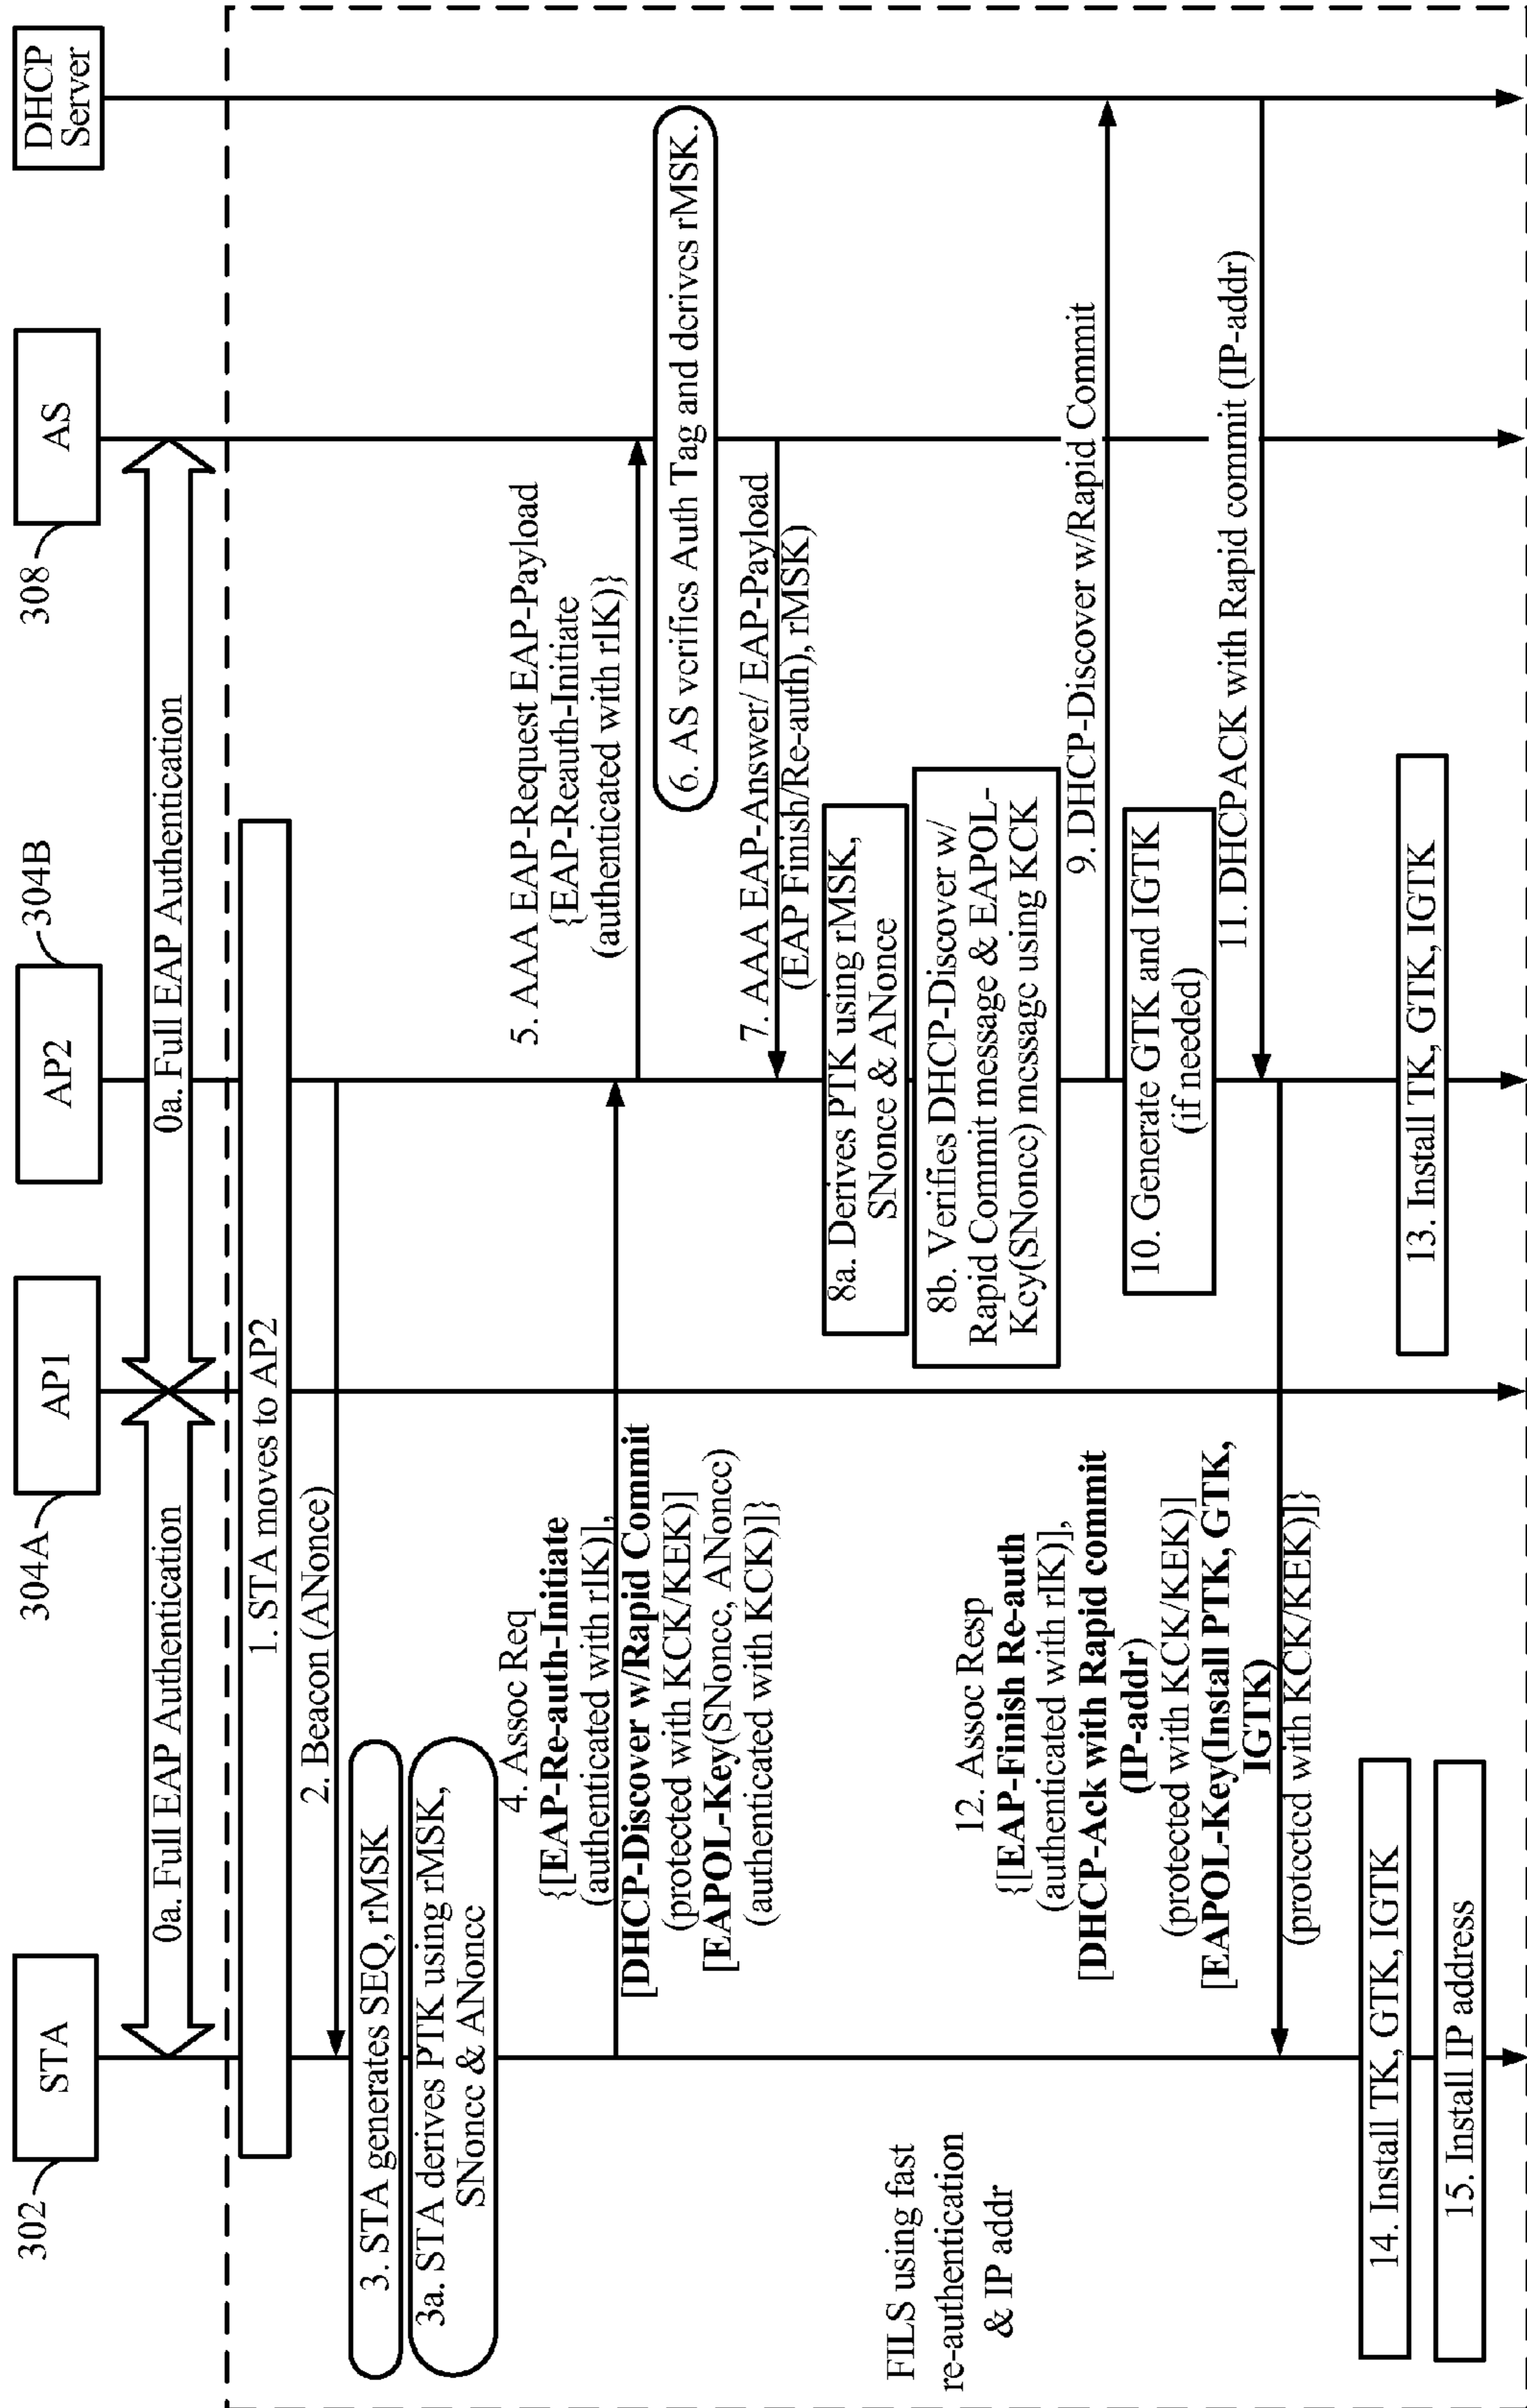 STA
302
AP1
304A
AP2
304B
AS
308
DHCP
Server
0a. Full EAP Authentication
0a. Full EAP Authentication
1. STA moves to AP2
2. Beacon (ANonce)
3. STA generates SEQ, rMSK
3a. STA derives PTK using rMSK,
SNonce & ANonce
4. Assoc Req
{[EAP-Re-auth-Initiate
(authenticated with rIK)],
[DHCP-Discover w/Rapid Commit
(protected with KCK/KEK)]
[EAPOL-Key(SNonce, ANonce)
(authenticated with KCK)]}
5. AAA EAP-Request EAP-Payload
{EAP-Reauth-Initiate
(authenticated with rIK)}
6. AS verifies Auth Tag and derives rMSK.
7. AAA EAP-Answer/ EAP-Payload
(EAP Finish/Re-auth), rMSK)
8a. Derives PTK using rMSK,
SNonce & ANonce
8b. Verifies DHCP-Discover w/
Rapid Commit message & EAPOL-
Key(SNonce) message using KCK
9. DHCP-Discover w/Rapid Commit
10. Generate GTK and IGTK
(if needed)
11. DHCPACK with Rapid commit (IP-addr)
12. Assoc Resp
{[EAP-Finish Re-auth
(authenticated with rIK)],
[DHCP-Ack with Rapid commit
(IP-addr)
(protected with KCK/KEK)]
[EAPOL-Key(Install PTK, GTK,
IGTK)
(protected with KCK/KEK)]}
FILS using fast
re-authentication
& IP addr
13. Install TK, GTK, IGTK
14. Install TK, GTK, IGTK
15. Install IP address